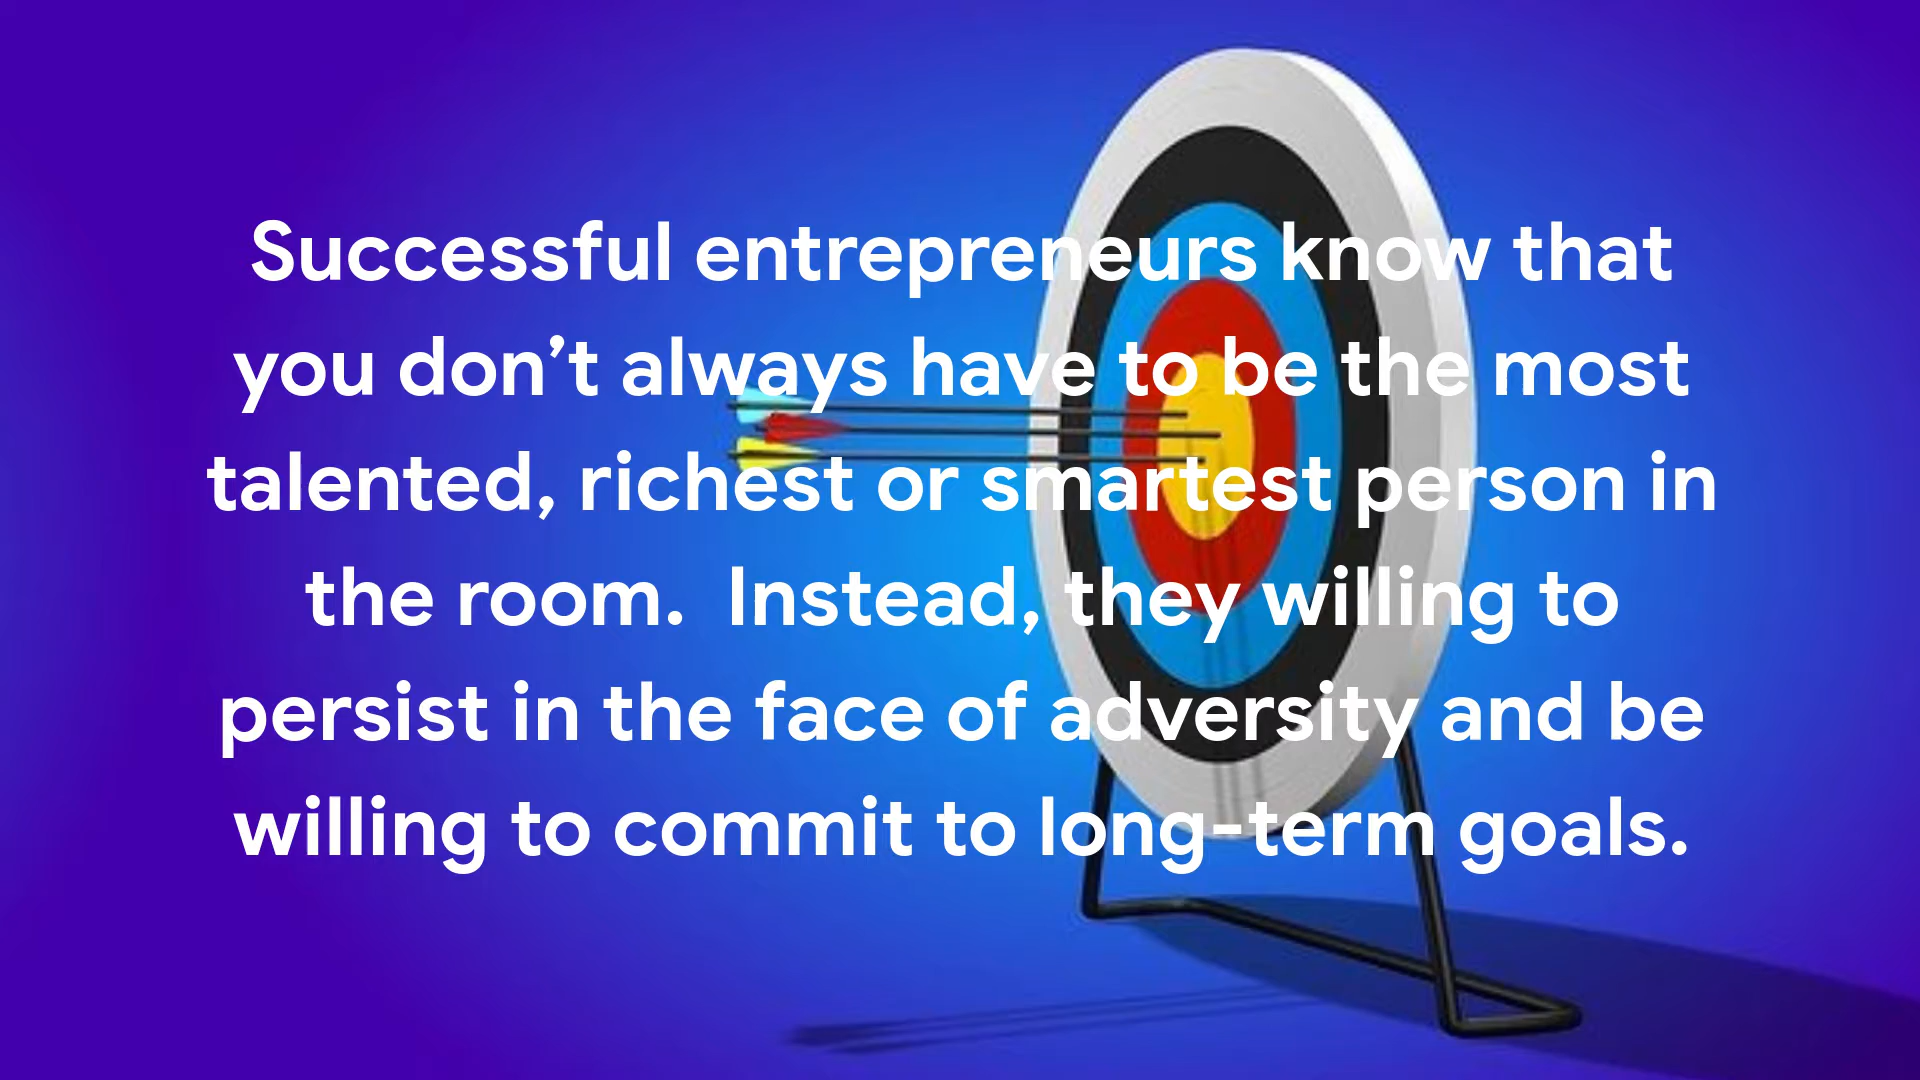 Successful entrepreneurs know that
you don’t always have to be the most
talented, richest or smartest person in
the room.  Instead, they willing to
persist in the face of adversity and be
willing to commit to long-term goals.